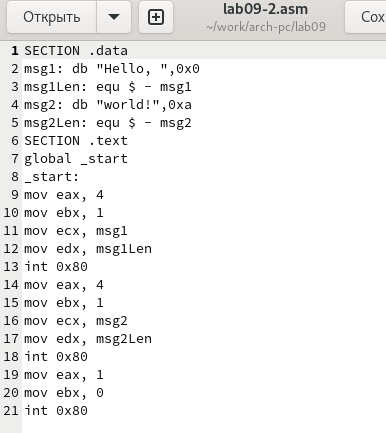 Открыть
lab09-2.asm
~/work/arch-pc/lab09
Сох
1 SECTION .data
2 msg1: db "Hello, ",0x0
3 msg1Len: equ $ - msg1
4 msg2: db "world!",0xa
5 msg2Len: equ $ - msg2
6 SECTION .text
7 global _start
8 _start:
9 mov eax, 4
10 mov ebx, 1
11 mov ecx, msg1
12 mov edx, msg1Len
13 int 0x80
14 mov eax, 4
15 mov ebx, 1
16 mov ecx, msg2
17 mov edx, msg2Len
18 int 0x80
19 mov eax, 1
20 mov ebx, 0
21 int 0x80